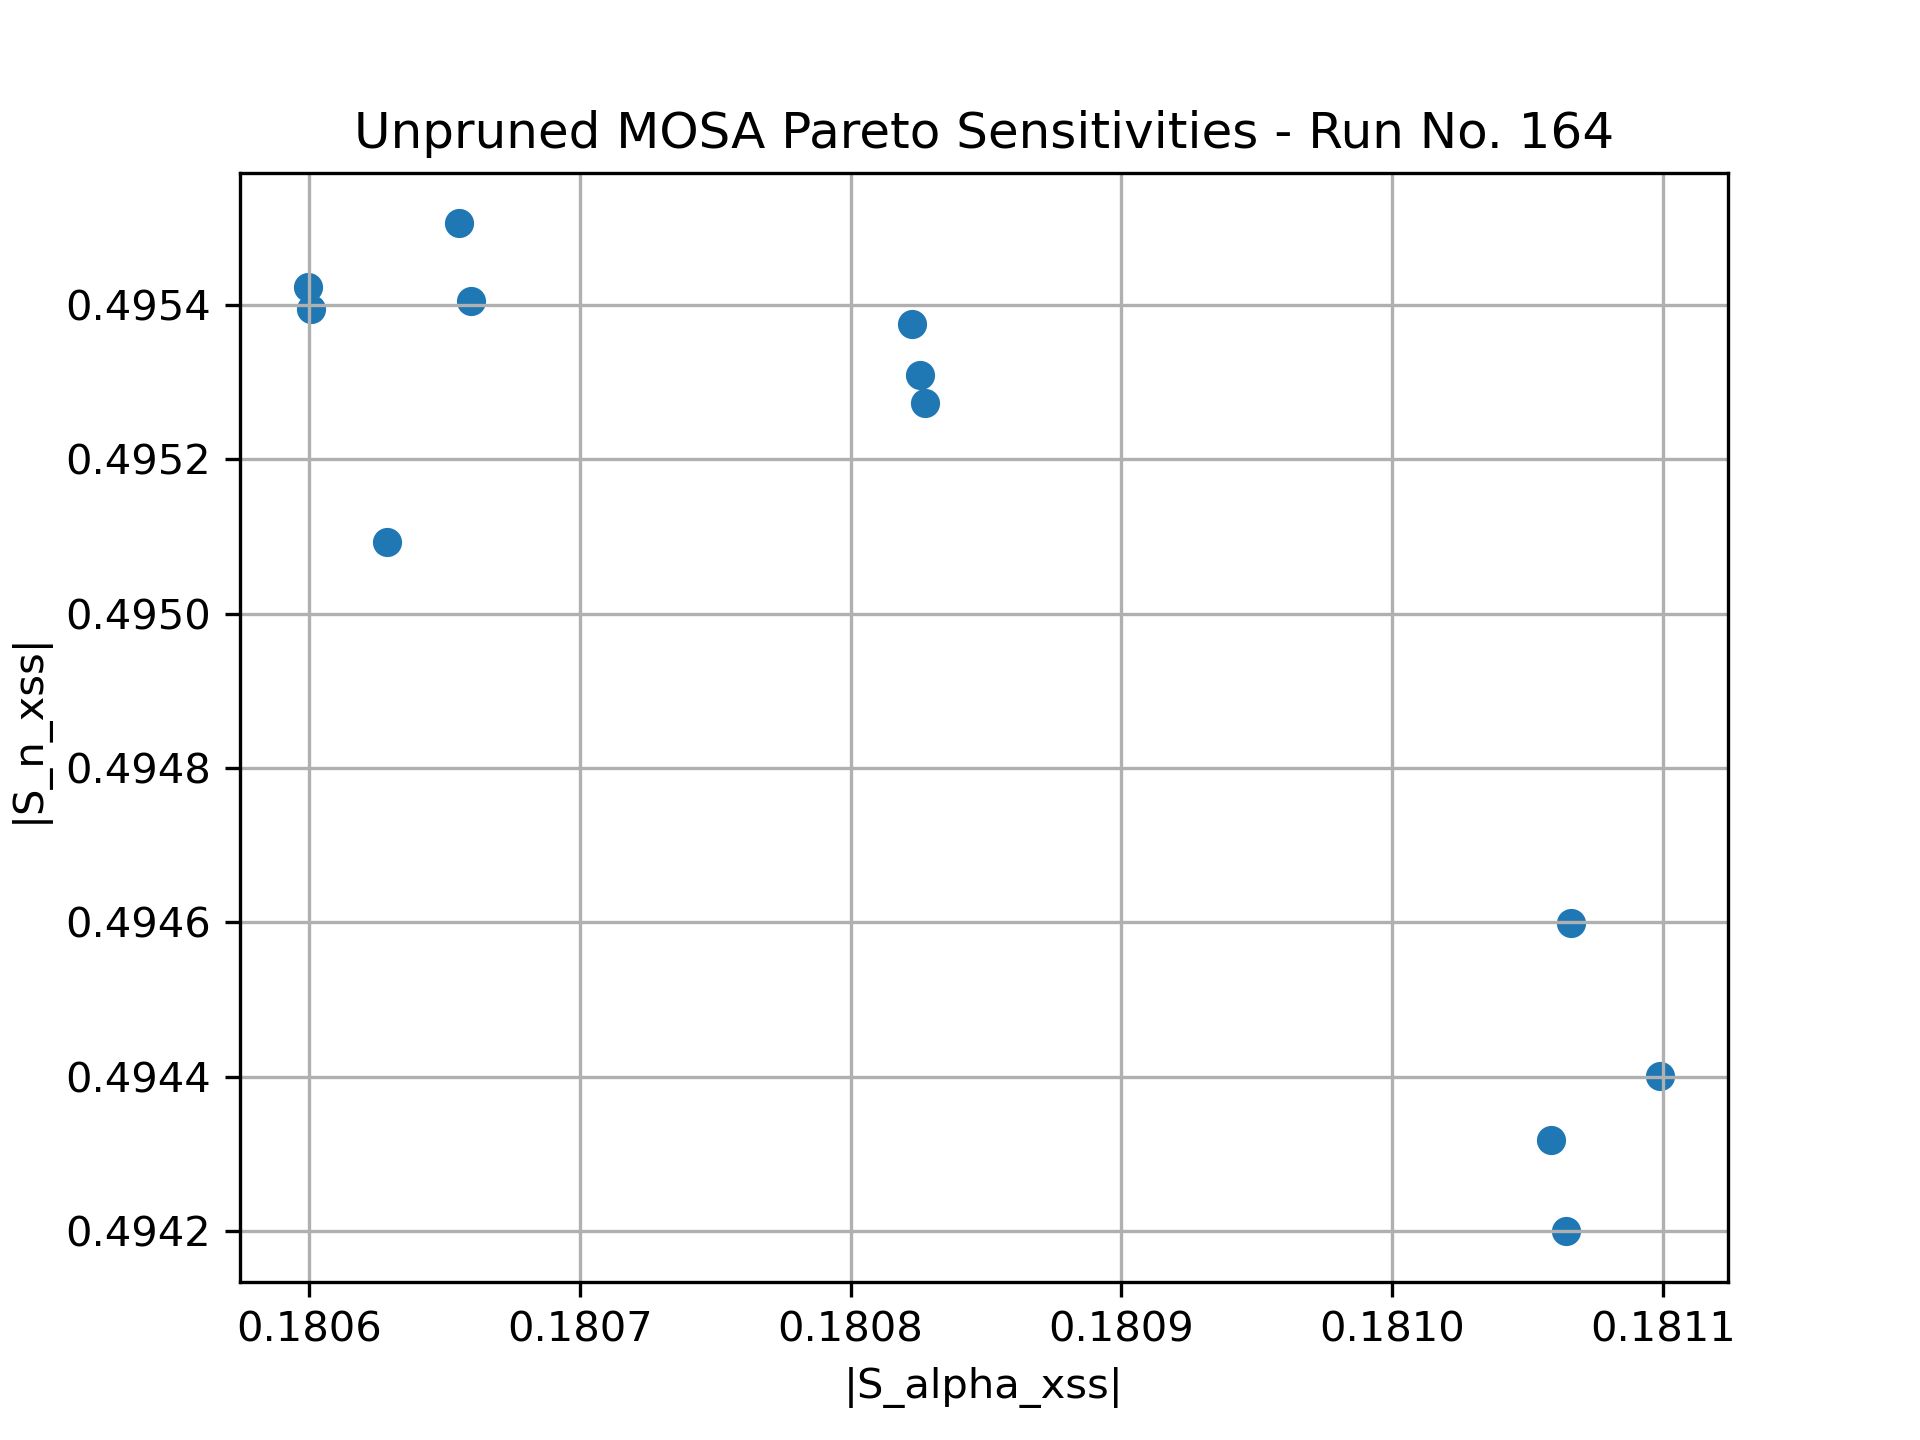 Unpruned MOSA Pareto Sensitivities - Run No. 164
|S_n_xss|
0.4954
0.4952
0.4950
0.4948
0.4946
0.4944
0.4942
0.1806 0.1807 0.1808 0.1809 0.1810 0.1811
|S_alpha_xss|